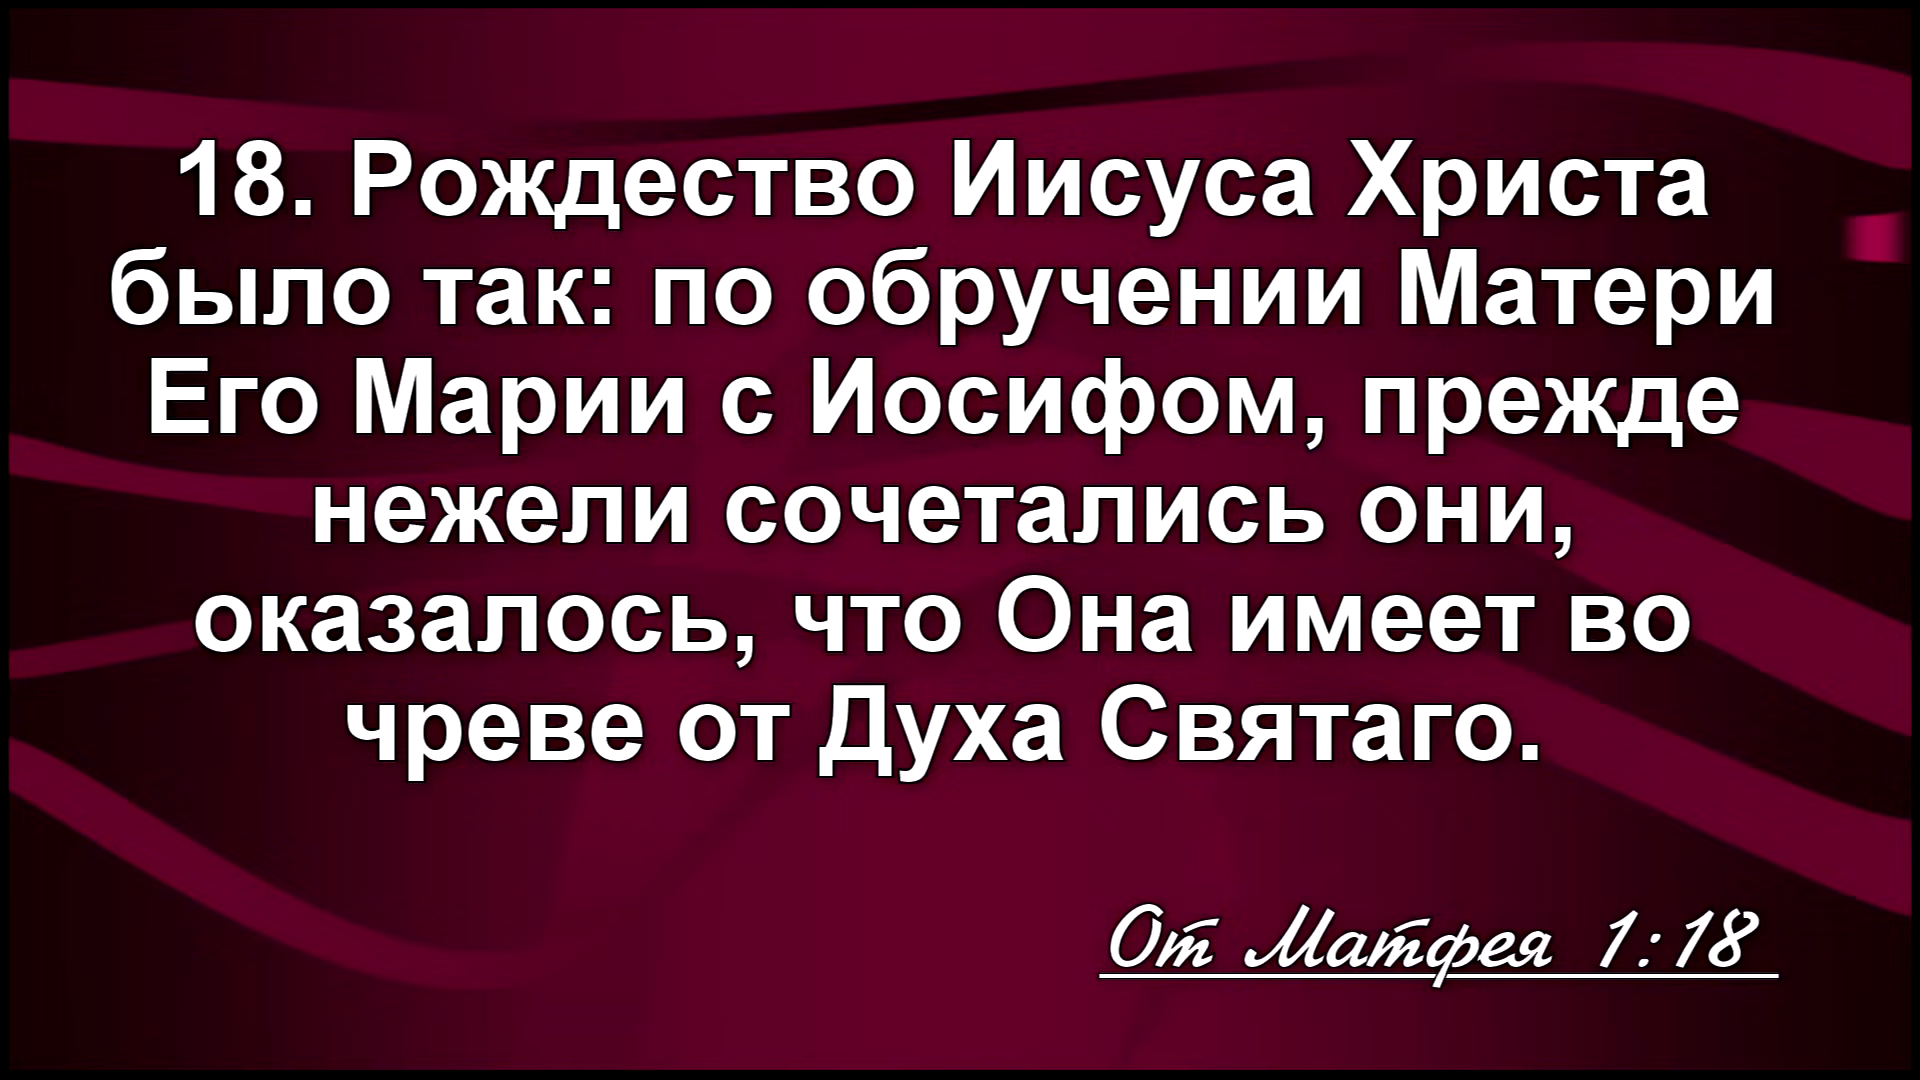 18. Рождество Иисуса Христа
было так: по обручении Матери
Его Марии с Иосифом, прежде
нежели сочетались они,
оказалось, что Она имеет во
чреве от Духа Святаго.
От Матфея 1:18